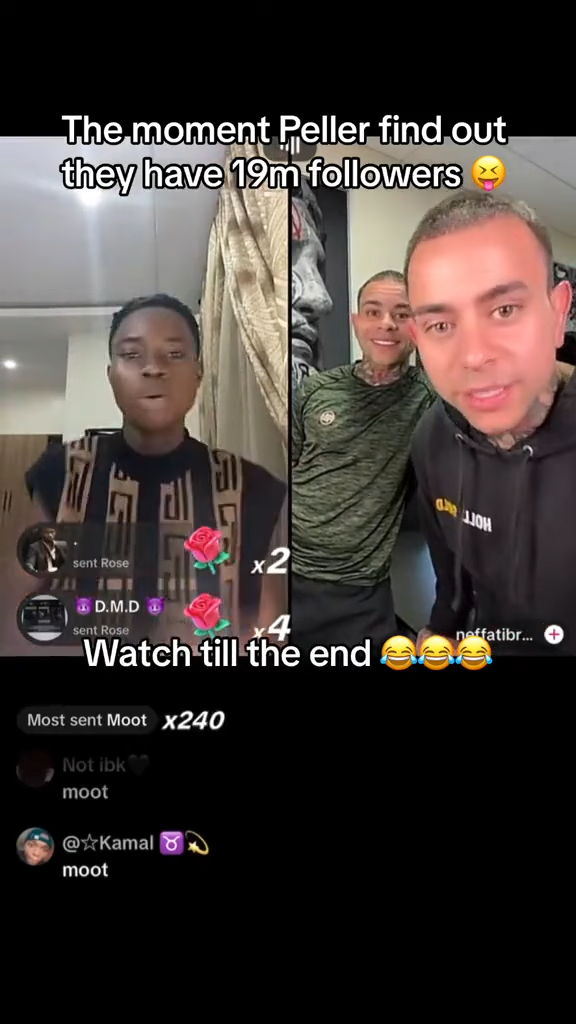 The moment Peller find out
they have 19m followers 😝
sent Rose
x2
😈D.M.D 😈
sent Rose
x4
neffatibr...
Watch till the end 😂😂😂
Most sent Moot x240
Not ibk🖤
moot
@☆Kamal ♉💫
moot